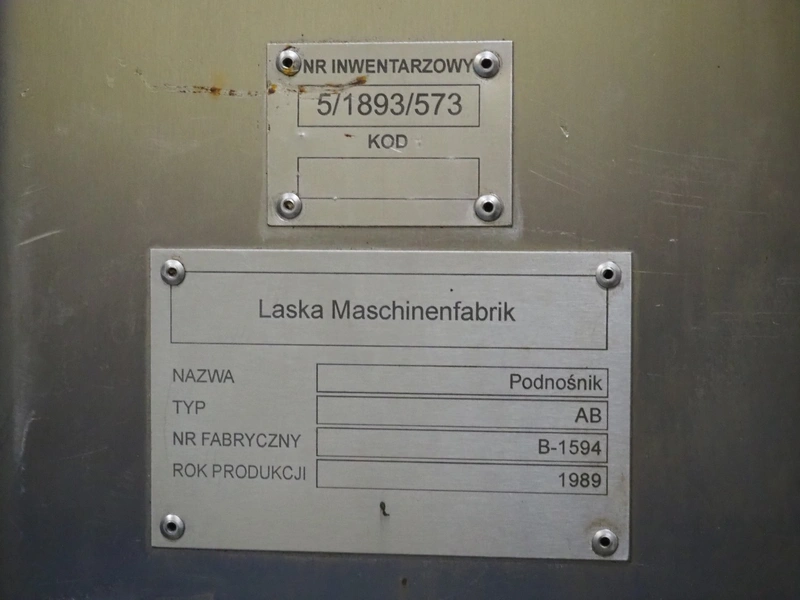 NR INWENTARZOWY
5/1893/573
KOD
Laska Maschinenfabrik
NAZWA Podnośnik
TYP AB
NR FABRYCZNY B-1594
ROK PRODUKCJI 1989